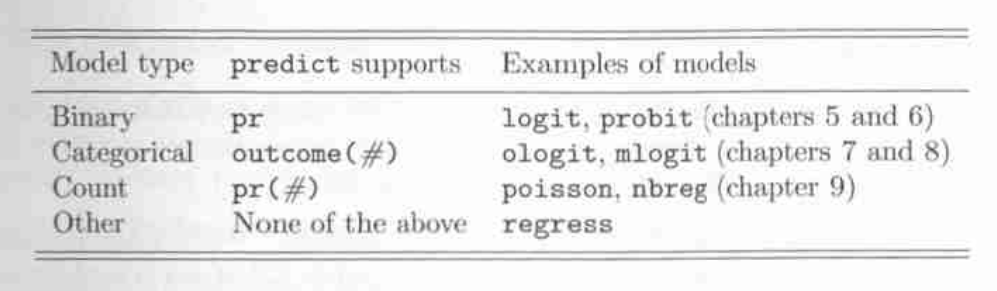 Model type predict supports Examples of models
Binary pr logit, probit (chapters 5 and 6)
Categorical outcome(#) ologit, mlogit (chapters 7 and 8)
Count pr(#) poisson, nbreg (chapter 9)
Other None of the above regress